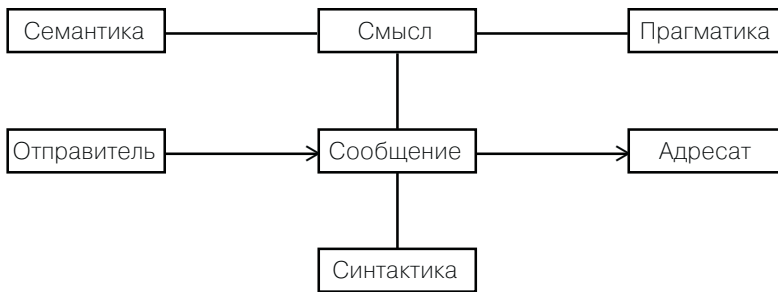 Семантика
Смысл
Прагматика
Отправитель
Сообщение
Адресат
Синтактика